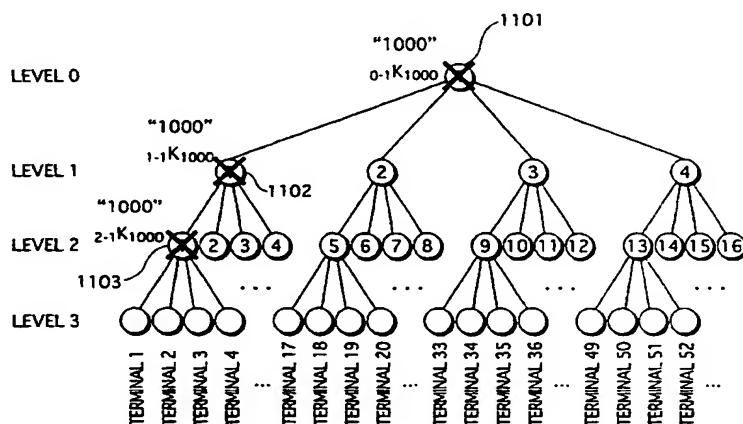 1101
"1000"
LEVEL 0
0-1K1000
"1000"
1-1K1000
LEVEL 1
2
3
4
1102
"1000"
2-1K1000
LEVEL 2
2 3 4 5 6 7 8 9 10 11 12 13 14 15 16
1103
... ... ... ...
LEVEL 3
TERMINAL 1
TERMINAL 2
TERMINAL 3
TERMINAL 4
...
TERMINAL 17
TERMINAL 18
TERMINAL 19
TERMINAL 20
...
TERMINAL 33
TERMINAL 34
TERMINAL 35
TERMINAL 36
...
TERMINAL 49
TERMINAL 50
TERMINAL 51
TERMINAL 52
...